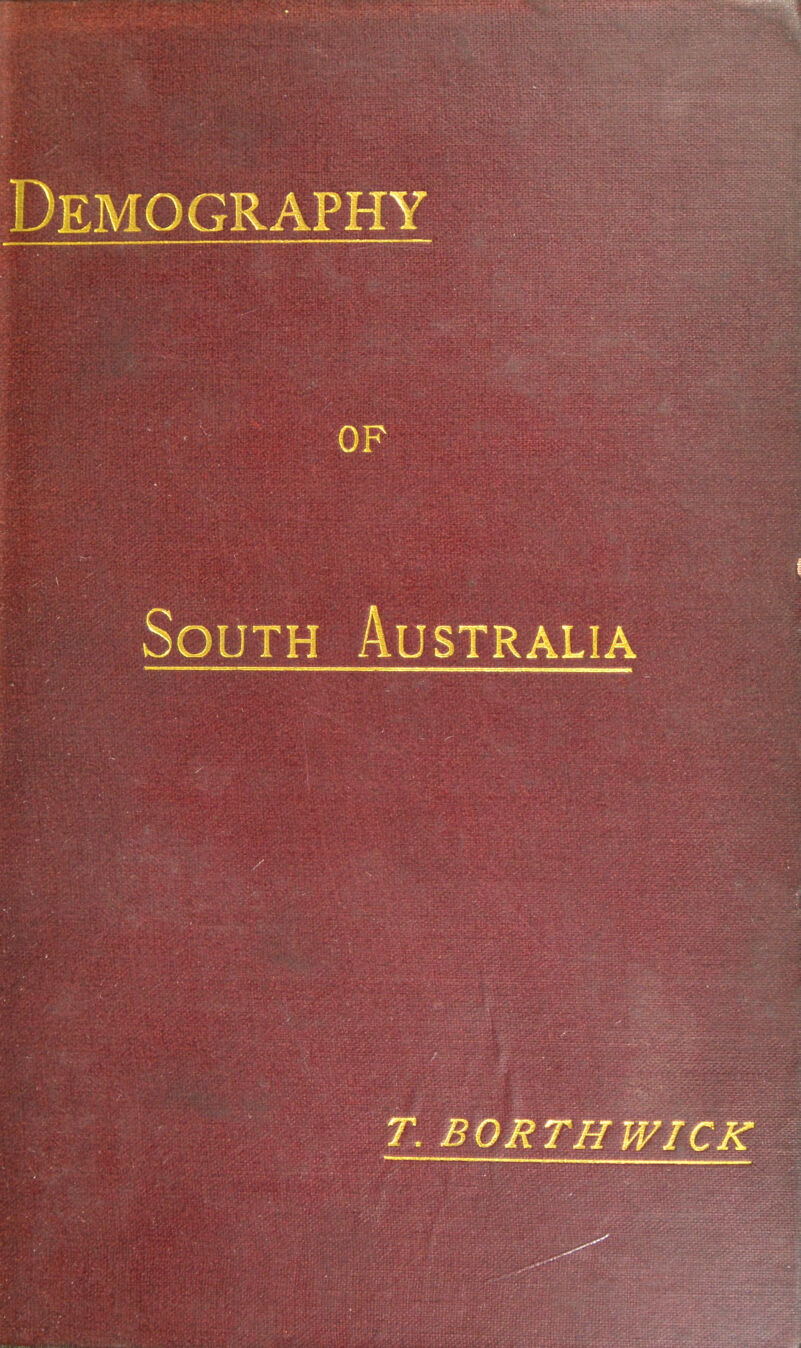 DEMOGRAPHY
OF
SOUTH AUSTRALIA
T. BORTHWICK